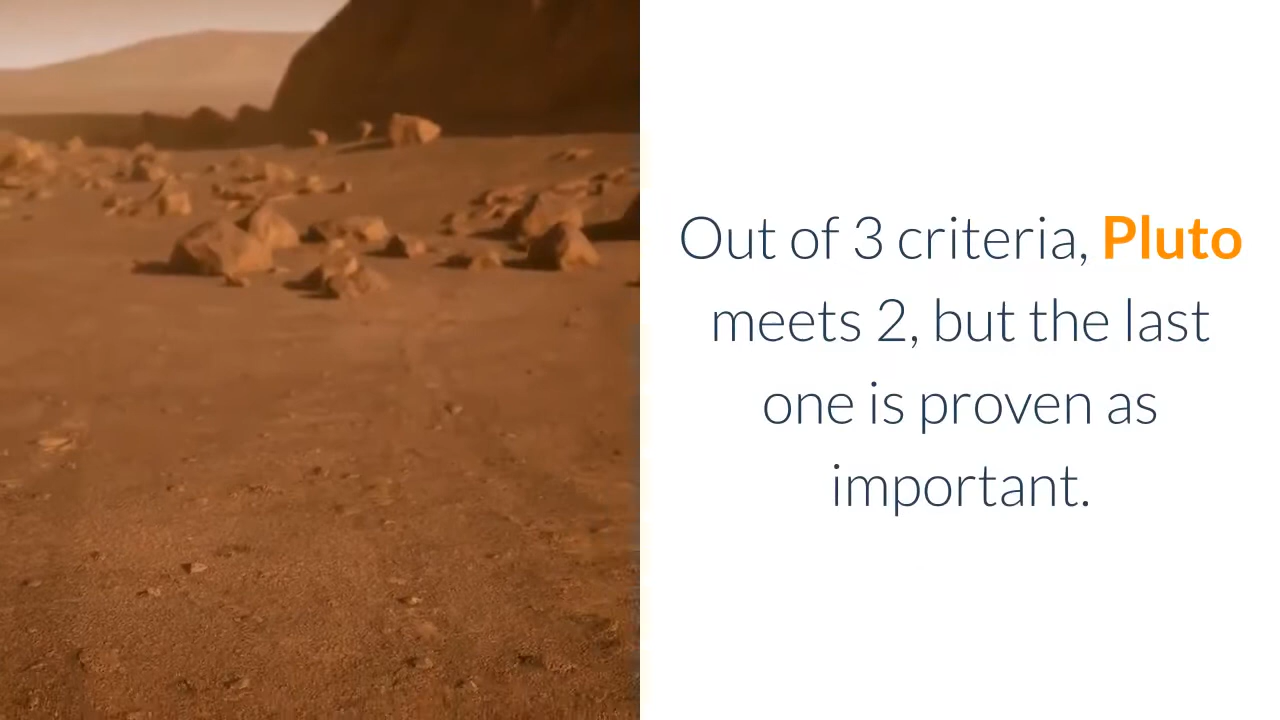 Out of 3 criteria, Pluto
meets 2, but the last
one is proven as
important.